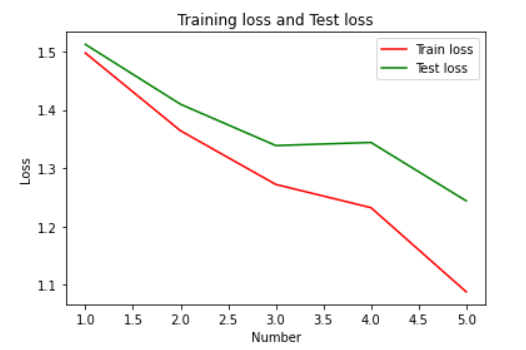 Training loss and Test loss
Train loss
Test loss
1.5
1.4
1.3
1.2
1.1
Loss
1.0 1.5 2.0 2.5 3.0 3.5 4.0 4.5 5.0
Number